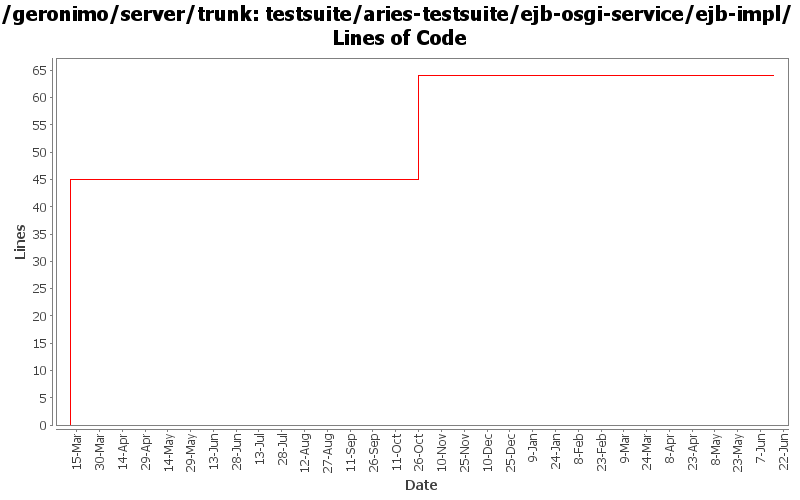 /geronimo/server/trunk: testsuite/aries-testsuite/ejb-osgi-service/ejb-impl/
Lines of Code
65
60
55
50
45
40
35
30
25
20
15
10
5
0
Lines
15-Mar
30-Mar
14-Apr
29-Apr
14-May
29-May
13-Jun
28-Jun
13-Jul
28-Jul
12-Aug
27-Aug
11-Sep
26-Sep
11-Oct
26-Oct
10-Nov
25-Nov
10-Dec
25-Dec
9-Jan
24-Jan
8-Feb
23-Feb
9-Mar
24-Mar
8-Apr
23-Apr
8-May
23-May
7-Jun
22-Jun
Date